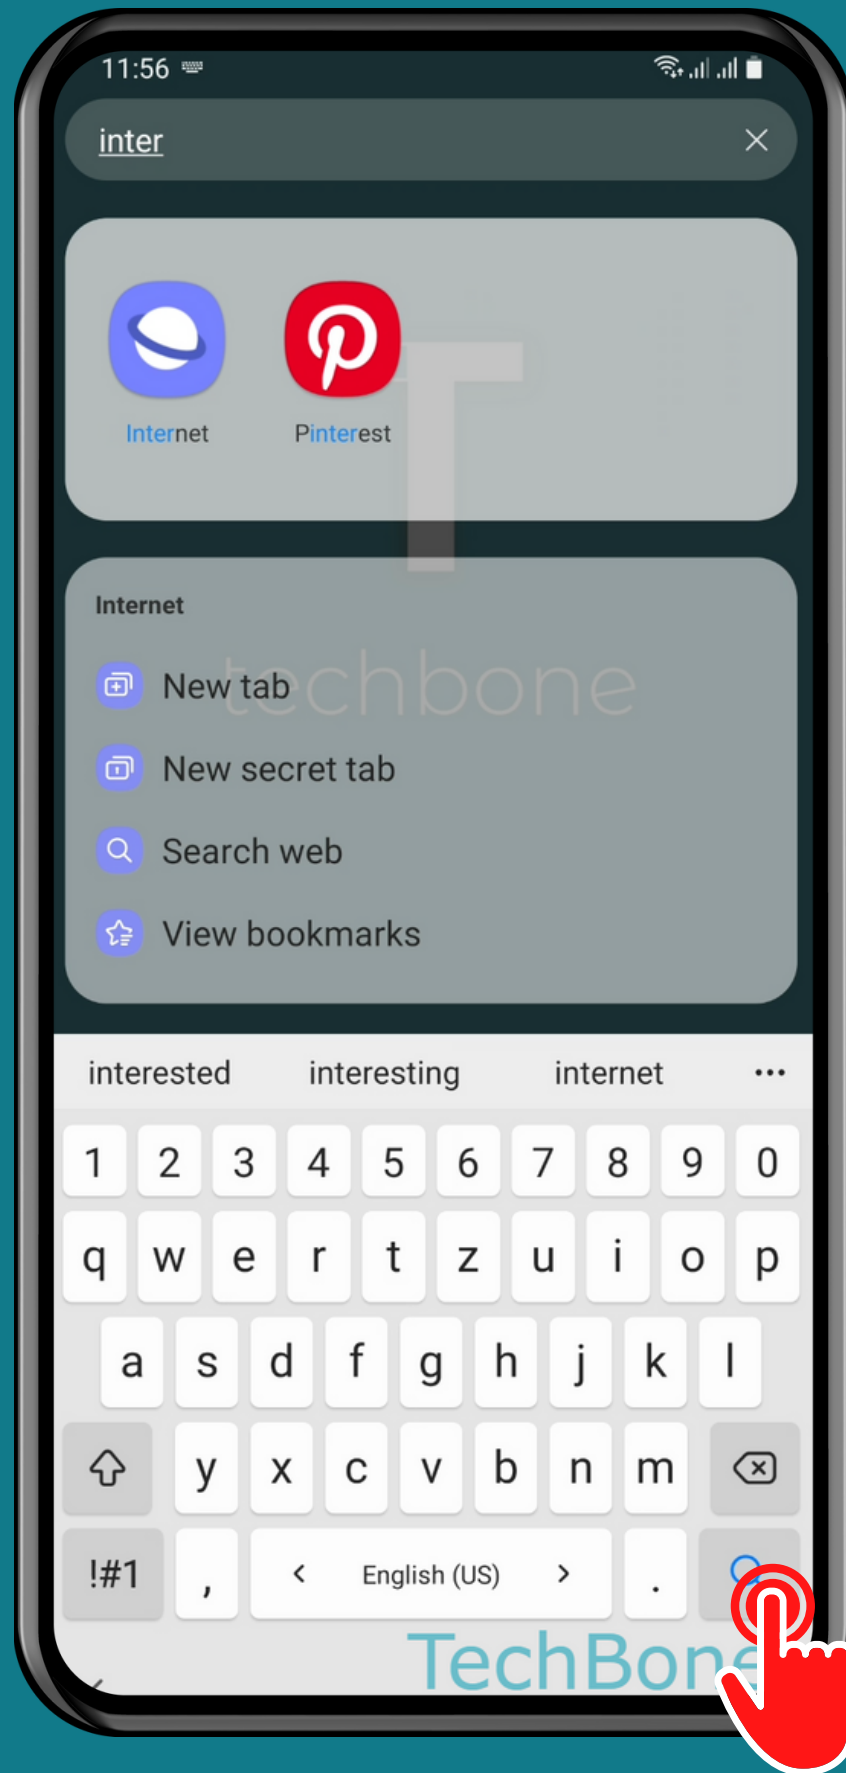 11:56
inter
Internet Pinterest
T
techbone
Internet
New tab
New secret tab
Search web
View bookmarks
interested interesting internet
1 2 3 4 5 6 7 8 9 0
q w e r t z u i o p
a s d f g h j k l
y x c v b n m
!#1 , < English (US) > .
TechBone